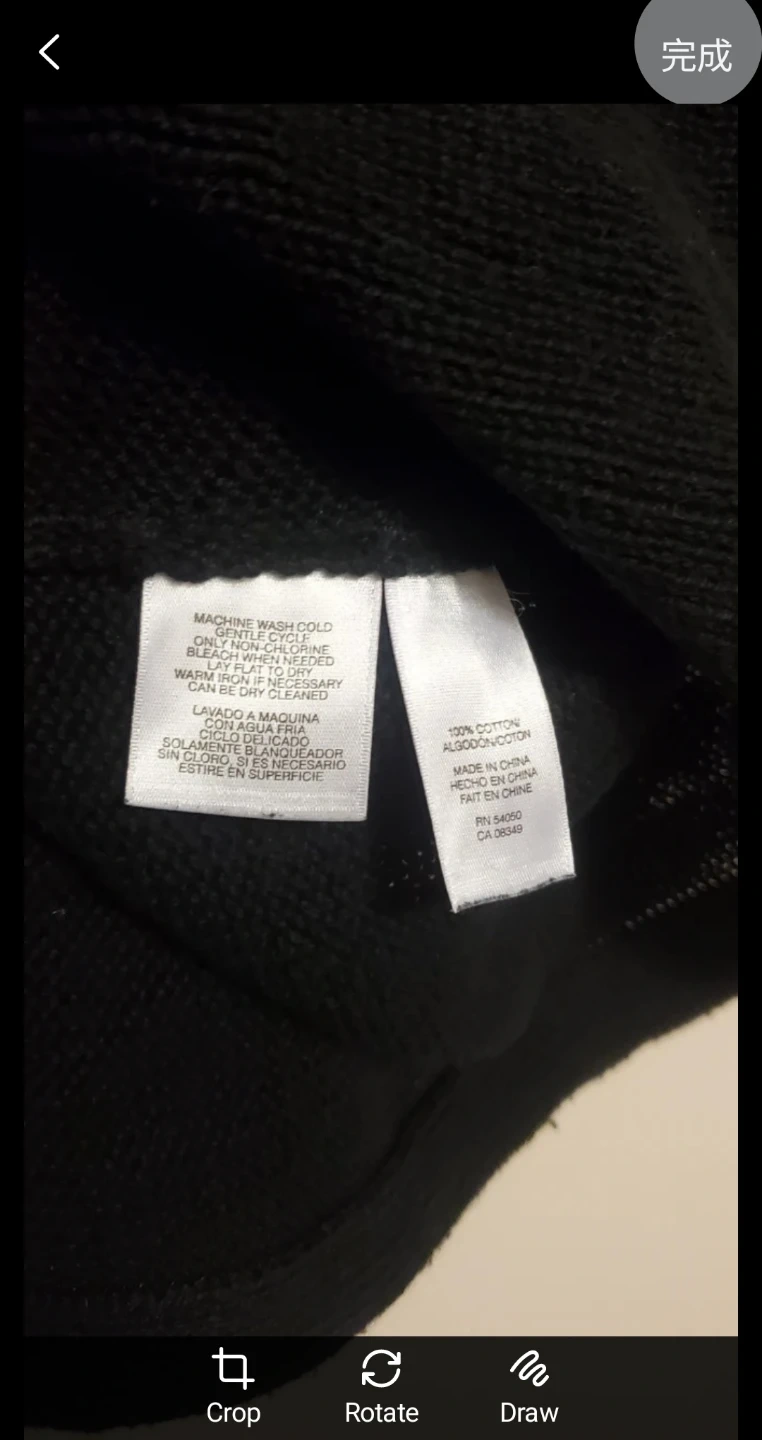 完成
MACHINE WASH COLD
GENTLE CYCLE
ONLY NON-CHLORINE
BLEACH WHEN NEEDED
LAY FLAT TO DRY
WARM IRON IF NECESSARY
CAN BE DRY CLEANED
LAVADO A MAQUINA
CON AGUA FRIA
CICLO DELICADO
SOLAMENTE BLANQUEADOR
SIN CLORO, SI ES NECESARIO
ESTIRE EN SUPERFICIE
100% COTTON/
ALGODÓN/COTON
MADE IN CHINA
HECHO EN CHINA
FAIT EN CHINE
RN 54050
CA 08349
Crop
Rotate
Draw